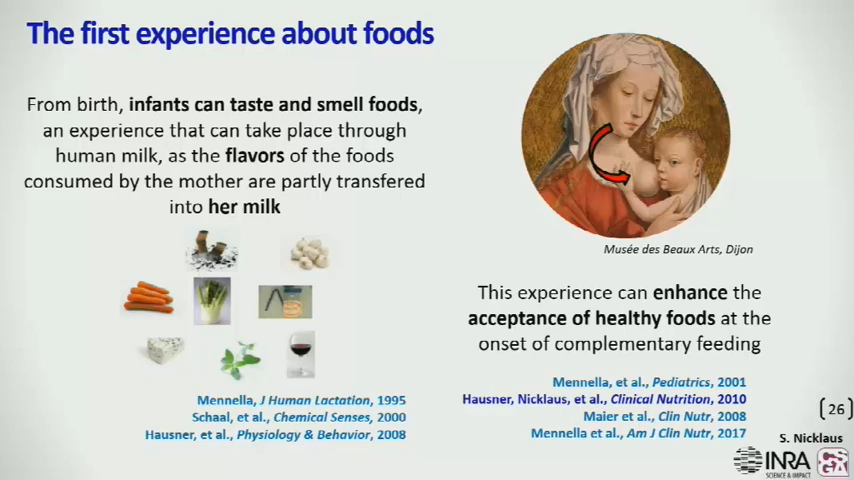 The first experience about foods
From birth, infants can taste and smell foods,
an experience that can take place through
human milk, as the flavors of the foods
consumed by the mother are partly transfered
into her milk
Mennella, J Human Lactation, 1995
Schaal, et al., Chemical Senses, 2000
Hausner, et al., Physiology & Behavior, 2008
Musée des Beaux Arts, Dijon
This experience can enhance the
acceptance of healthy foods at the
onset of complementary feeding
Mennella, et al., Pediatrics, 2001
Hausner, Nicklaus, et al., Clinical Nutrition, 2010
Maier et al., Clin Nutr, 2008
Mennella et al., Am J Clin Nutr, 2017
26
S. Nicklaus
INRA
SCIENCE & IMPACT